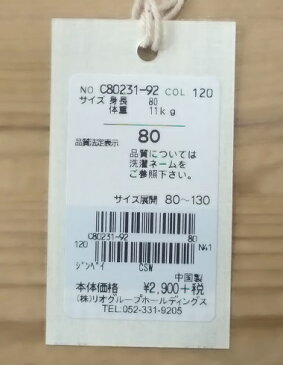 NO C80231-92 COL 120
サイズ 身長 80
体重 11kg
80
品質法定表示
品質については
洗濯ネームを
ご参照下さい。
サイズ展開 80～130
C80231-92 80
120 №1
ｼﾞﾝﾍﾞｲ CSW
中国製
本体価格 ¥2,900+税
(株)リオグループホールディングス
TEL:052-331-9205